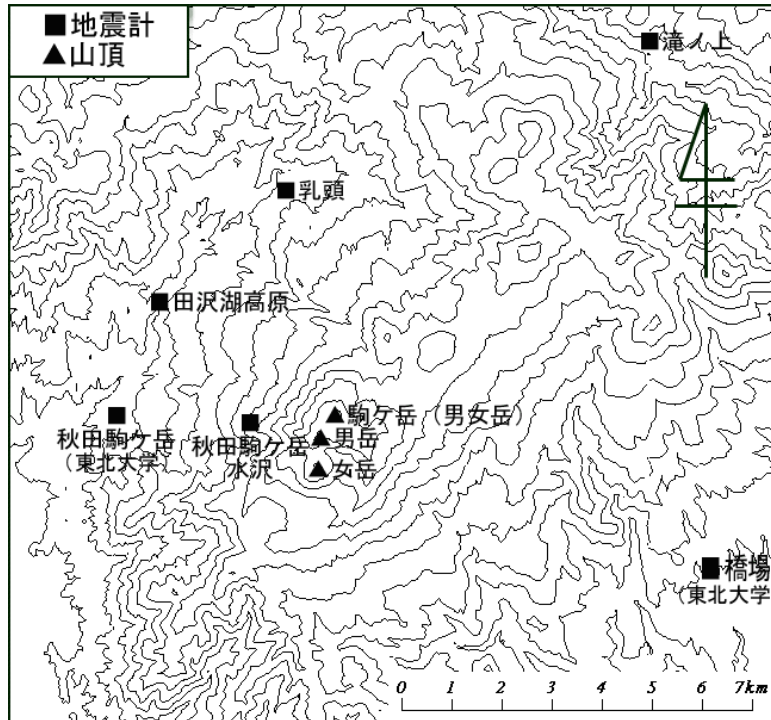 ■地震計
▲山頂
■滝ノ上
■乳頭
■田沢湖高原
■
秋田駒ケ岳
（東北大学）
■
秋田駒ケ岳
水沢
▲駒ケ岳（男女岳）
▲男岳
▲女岳
■橋場
（東北大学
0 1 2 3 4 5 6 7km